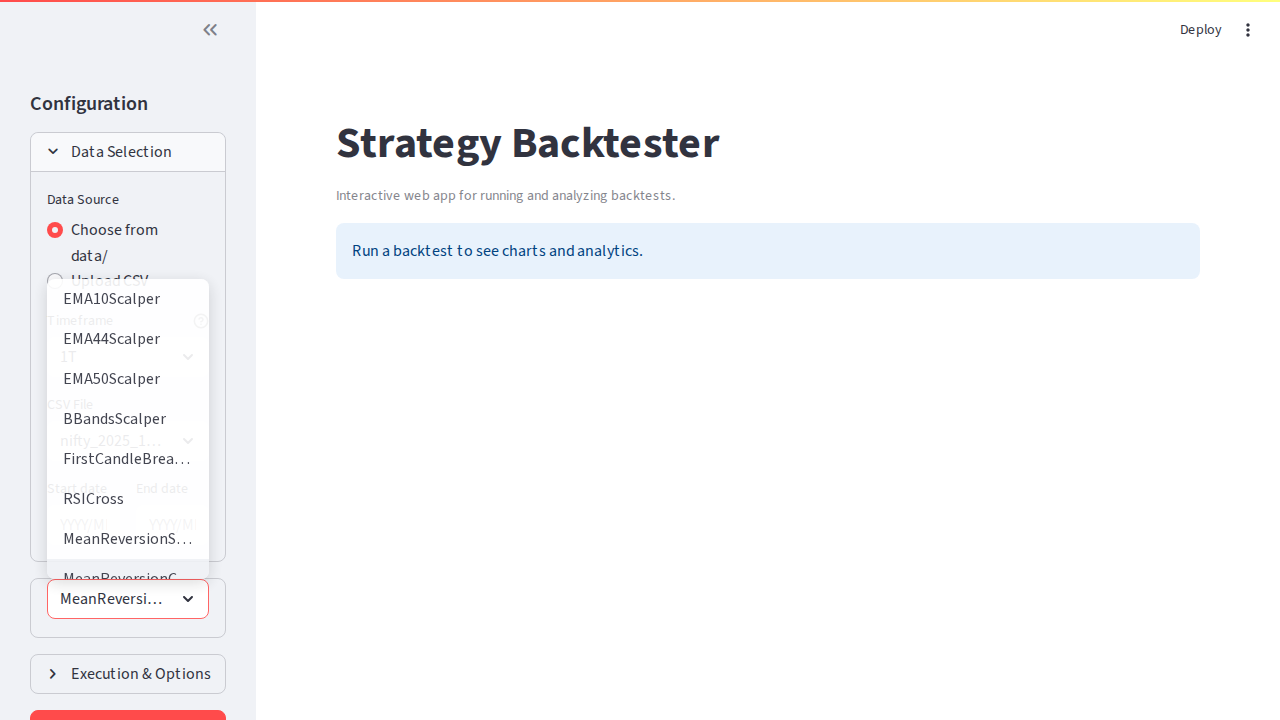 Deploy
Configuration
Data Selection
Data Source
Choose from
data/
Upload CSV
EMA10Scalper
Timeframe
EMA44Scalper
1T
EMA50Scalper
CSV File
BBandsScalper
nifty_2025_1...
FirstCandleBrea...
Start date
End date
RSICross
YYYY/M
YYYY/M
MeanReversionS...
MeanReversionC
MeanReversi...
Execution & Options
Strategy Backtester
Interactive web app for running and analyzing backtests.
Run a backtest to see charts and analytics.